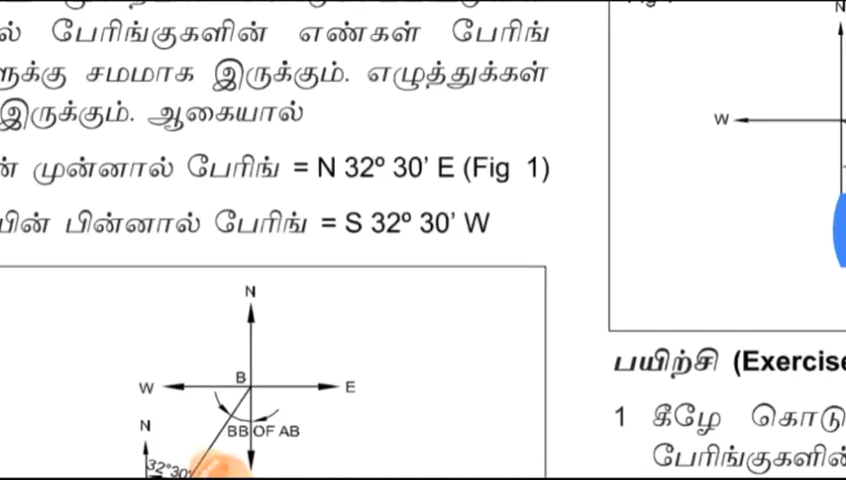 ல் பேரிங்குகளின் எண்கள் பேரிங்
ளுக்கு சமமாக இருக்கும். எழுத்துக்கள்
இருக்கும். ஆகையால்
ன் முன்னால் பேரிங் = N 32º 30' E (Fig 1)
யின் பின்னால் பேரிங் = S 32º 30' W
N
B
W
E
N
BB OF AB
32°30'
N
W
பயிற்சி (Exercise
1 கீழே கொடு
பேரிங்குகளின்